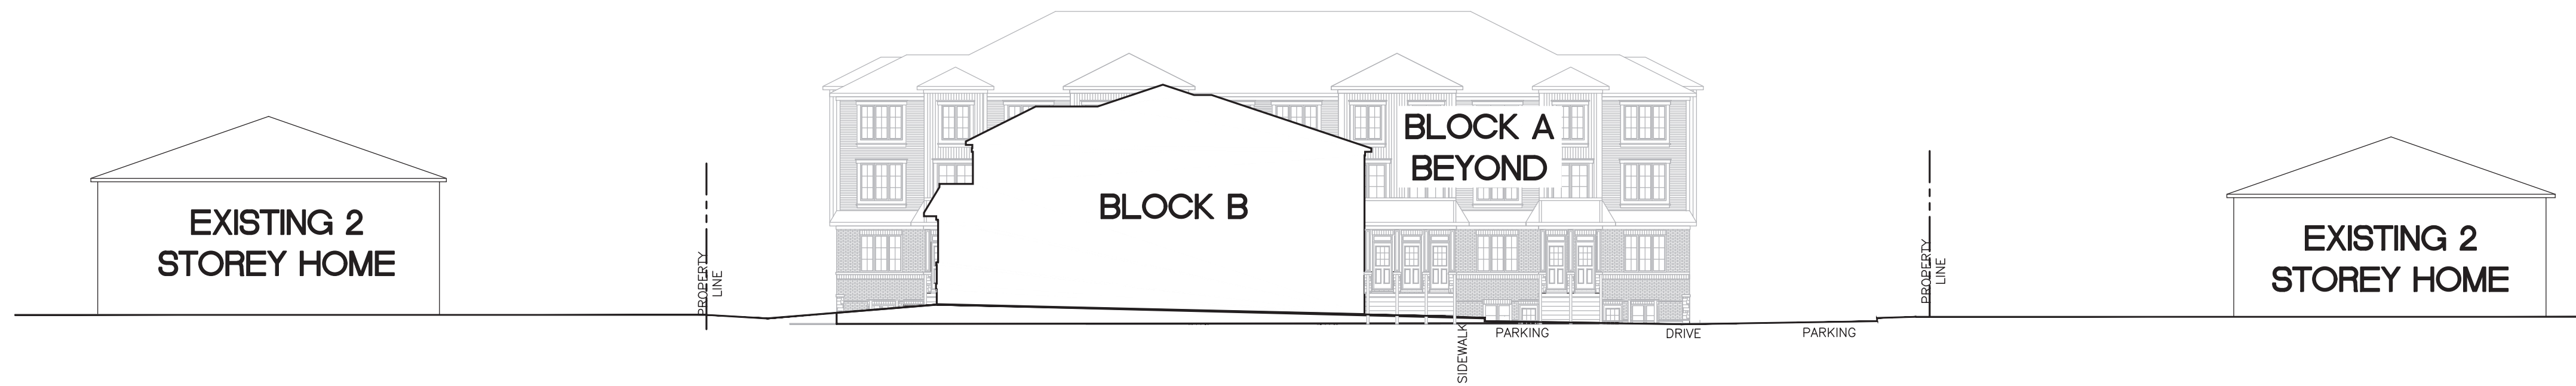 EXISTING 2
STOREY HOME
PROPERTY
LINE
BLOCK B
BLOCK A
BEYOND
SIDEWALK
PARKING
DRIVE
PARKING
PROPERTY
LINE
EXISTING 2
STOREY HOME